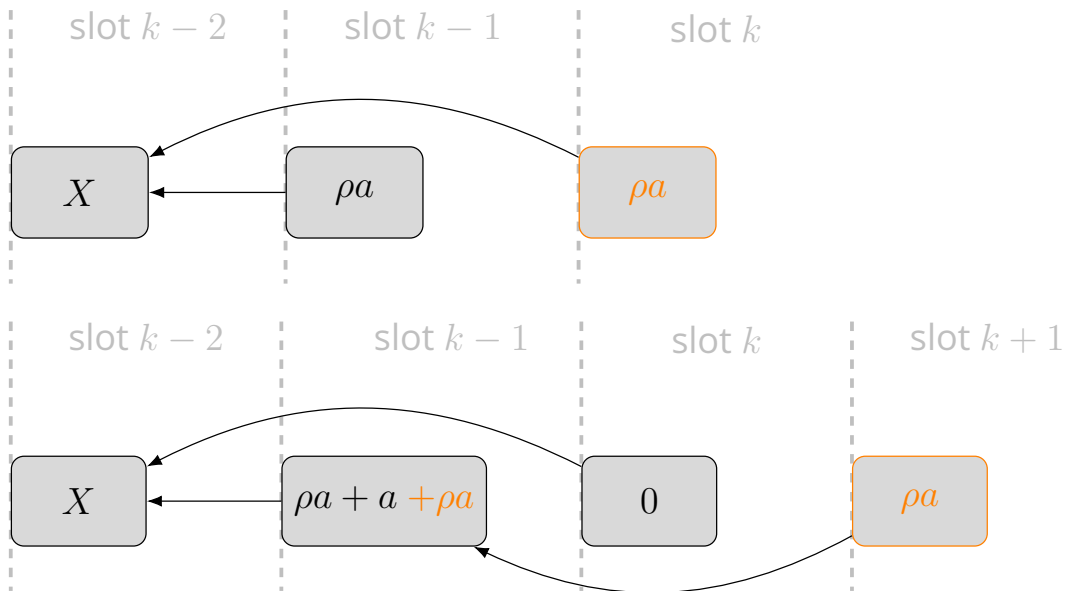 slot k − 2 slot k − 1 slot k
X ρa ρa
slot k − 2 slot k − 1 slot k slot k + 1
X ρa + a +ρa 0 ρa